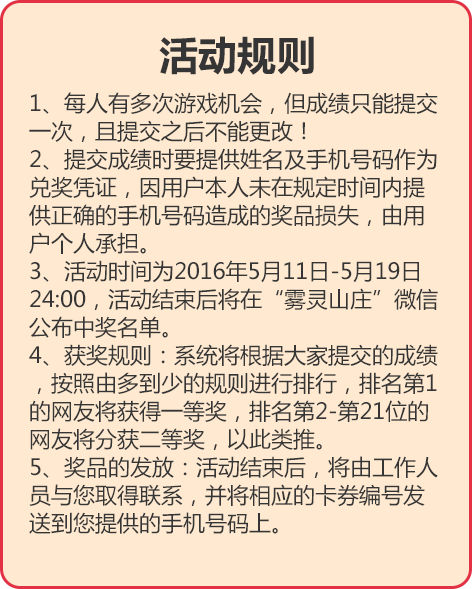 活动规则
1、每人有多次游戏机会，但成绩只能提交
一次，且提交之后不能更改！
2、提交成绩时要提供姓名及手机号码作为
兑奖凭证，因用户本人未在规定时间内提
供正确的手机号码造成的奖品损失，由用
户个人承担。
3、活动时间为2016年5月11日-5月19日
24:00，活动结束后将在“雾灵山庄”微信
公布中奖名单。
4、获奖规则：系统将根据大家提交的成绩
，按照由多到少的规则进行排行，排名第1
的网友将获得一等奖，排名第2-第21位的
网友将分获二等奖，以此类推。
5、奖品的发放：活动结束后，将由工作人
员与您取得联系，并将相应的卡券编号发
送到您提供的手机号码上。